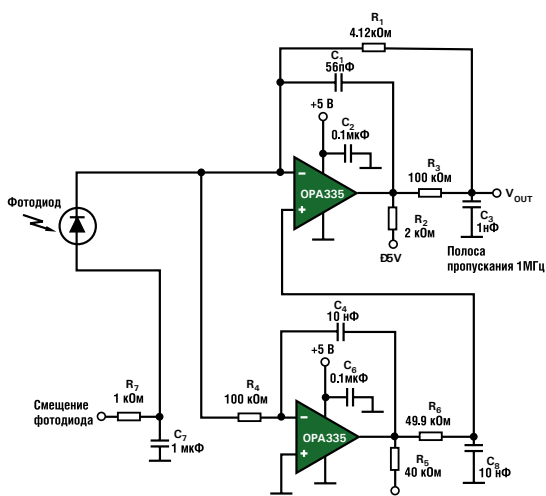 R1
4.12кОм
C1
56пФ
+5 В
C2
0.1мкФ
−
OPA335
+
R3
100 кОм
VOUT
Фотодиод
R2
2 кОм
Ð5V
C3
1нФ
Полоса
пропускания 1МГц
C4
10 нФ
+5 В
C6
0.1мкФ
R7
1 кОм
R4
100 кОм
R6
49.9 кОм
Смещение
фотодиода
−
OPA335
+
C7
1 мкФ
R5
40 кОм
C8
10 нФ